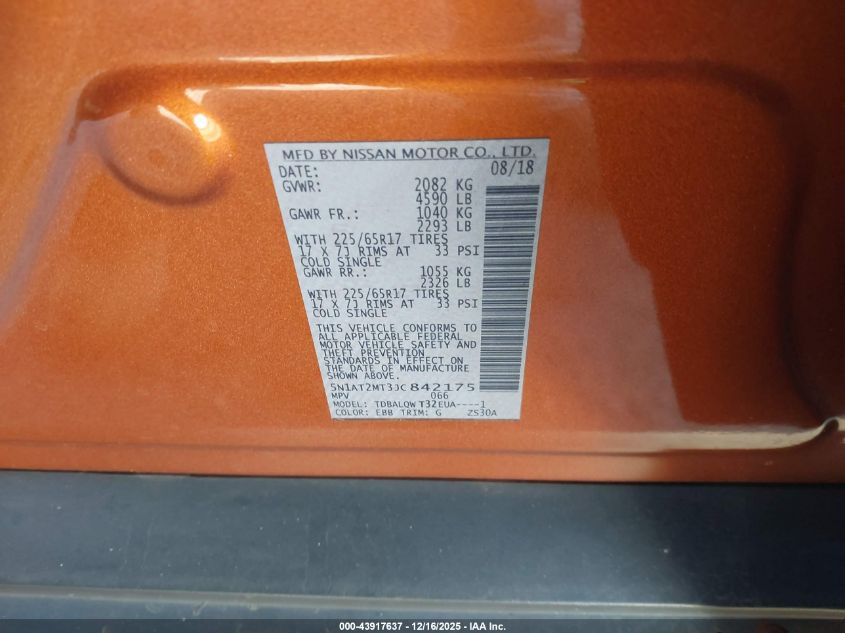 MFD BY NISSAN MOTOR CO., LTD.
DATE: 08/18
GVWR: 2082 KG
4590 LB
GAWR FR.: 1040 KG
2293 LB
WITH 225/65R17 TIRES
17 X 7J RIMS AT 33 PSI
COLD SINGLE
GAWR RR.: 1055 KG
2326 LB
WITH 225/65R17 TIRES
17 X 7J RIMS AT 33 PSI
COLD SINGLE
THIS VEHICLE CONFORMS TO
ALL APPLICABLE FEDERAL
MOTOR VEHICLE SAFETY AND
THEFT PREVENTION
STANDARDS IN EFFECT ON
THE DATE OF MANUFACTURE
SHOWN ABOVE.
5N1AT2MT3JC842175
MPV 066
MODEL: TDBALQW T32EUA----1
COLOR: EBB TRIM: G ZS30A
000-43917637 - 12/16/2025 - IAA Inc.